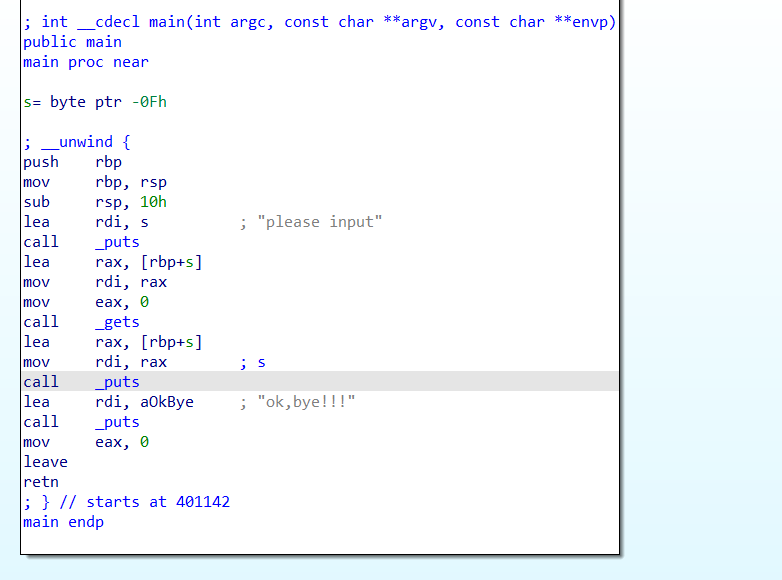 ; int __cdecl main(int argc, const char **argv, const char **envp)
public main
main proc near
s= byte ptr -0Fh
; __unwind {
push    rbp
mov     rbp, rsp
sub     rsp, 10h
lea     rdi, s          ; "please input"
call    _puts
lea     rax, [rbp+s]
mov     rdi, rax
mov     eax, 0
call    _gets
lea     rax, [rbp+s]
mov     rdi, rax        ; s
call    _puts
lea     rdi, aOkBye     ; "ok,bye!!!"
call    _puts
mov     eax, 0
leave
retn
; } // starts at 401142
main endp